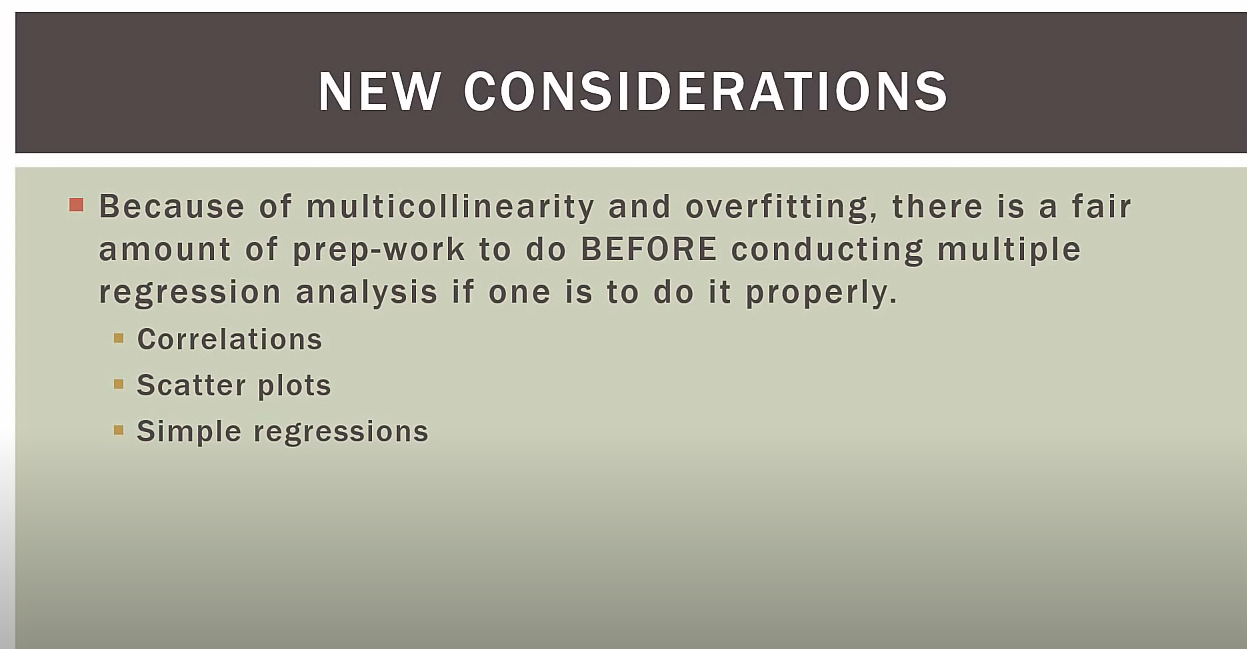 NEW CONSIDERATIONS
Because of multicollinearity and overfitting, there is a fair
amount of prep-work to do BEFORE conducting multiple
regression analysis if one is to do it properly.
Correlations
Scatter plots
Simple regressions